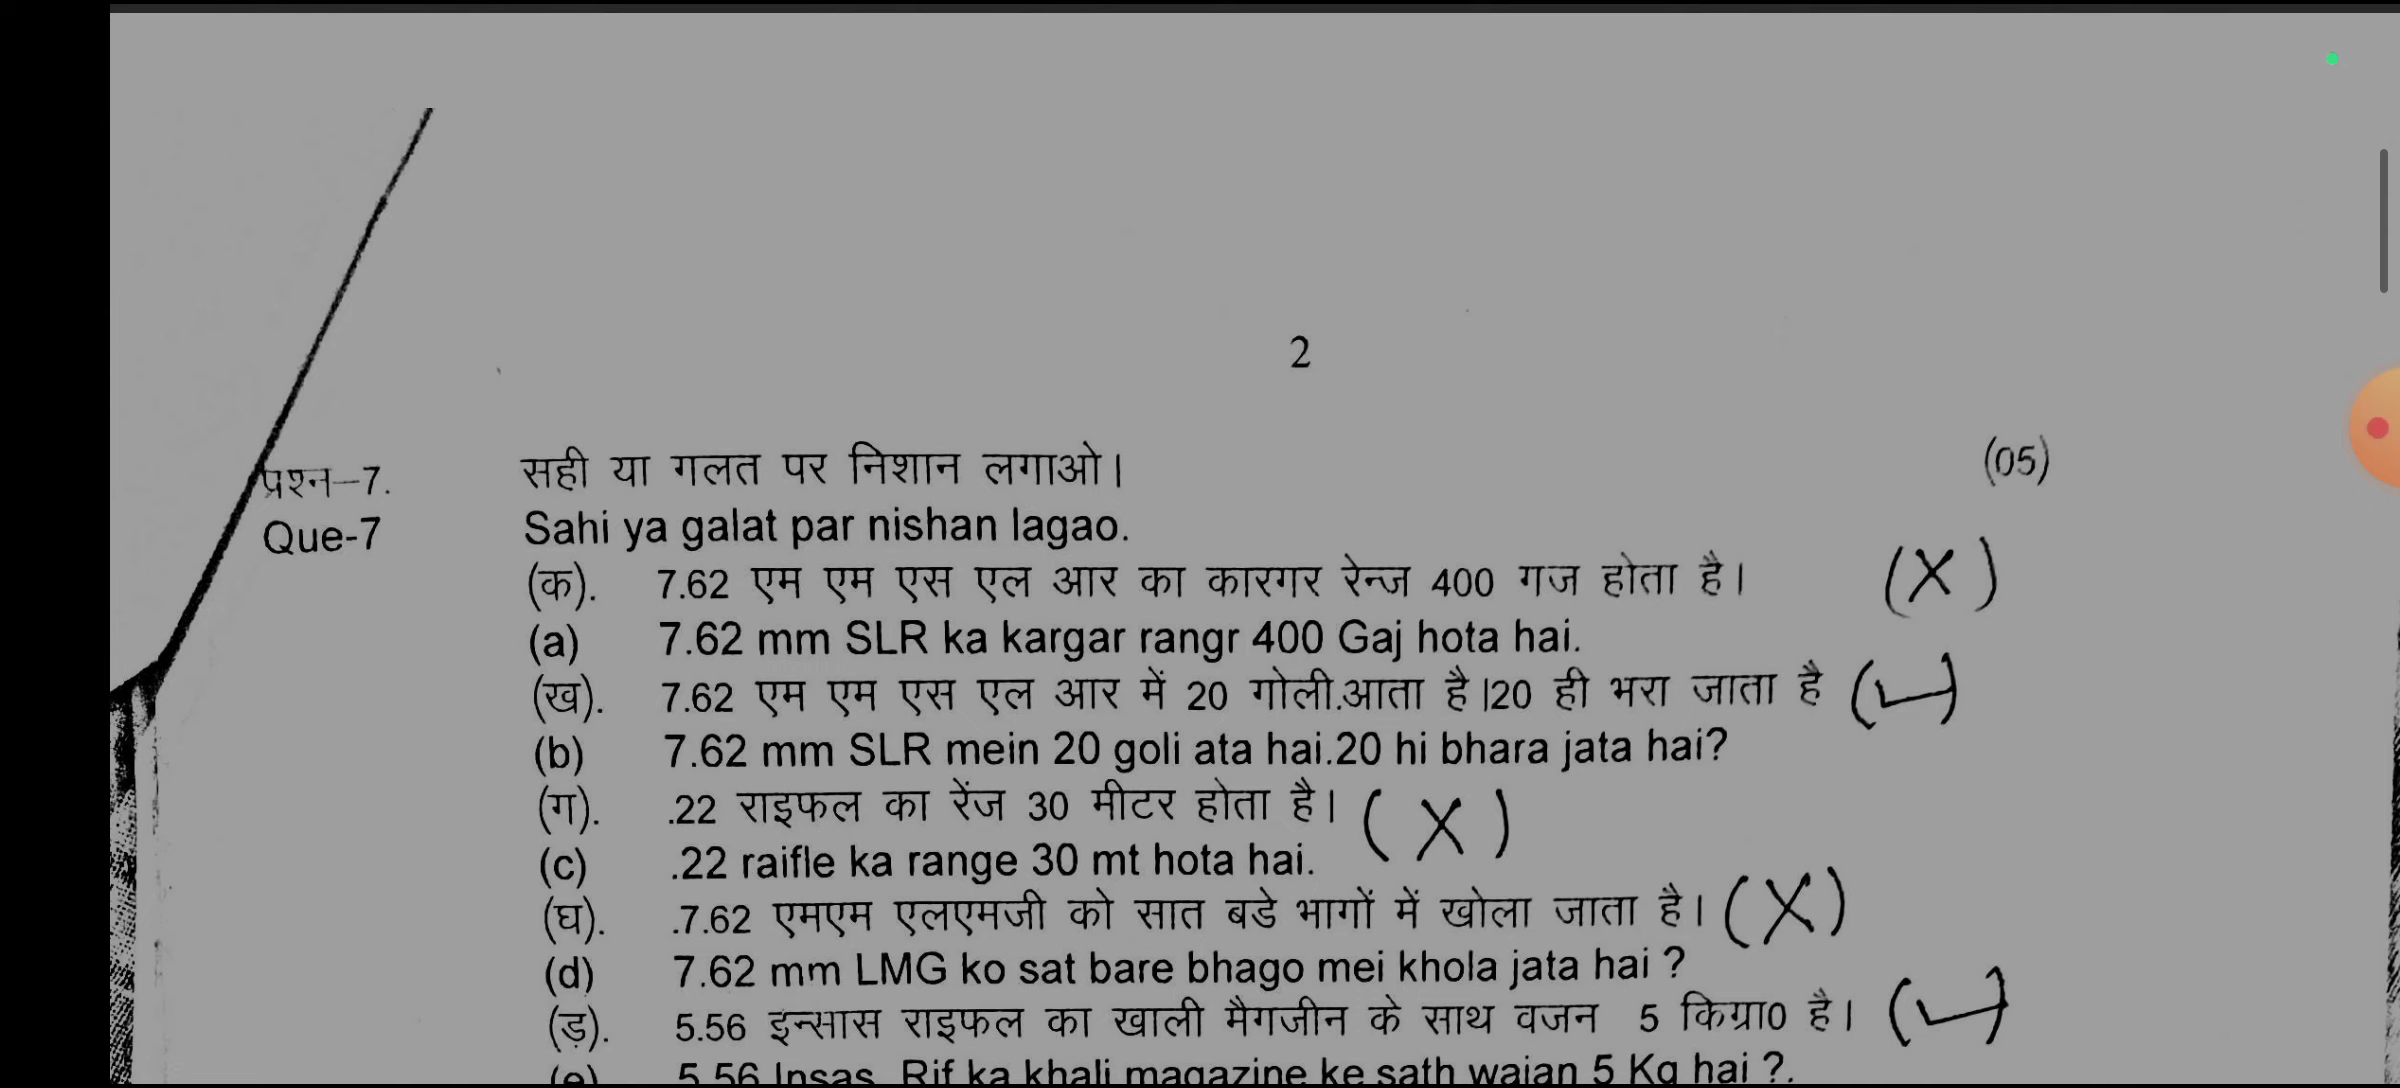 2
प्रश्न–7. सही या गलत पर निशान लगाओ। (05)
Que-7 Sahi ya galat par nishan lagao.
(क). 7.62 एम एम एस एल आर का कारगर रेन्ज 400 गज होता है। (X)
(a) 7.62 mm SLR ka kargar rangr 400 Gaj hota hai.
(ख). 7.62 एम एम एस एल आर में 20 गोली.आता है।20 ही भरा जाता है (✓)
(b) 7.62 mm SLR mein 20 goli ata hai.20 hi bhara jata hai?
(ग). .22 राइफल का रेंज 30 मीटर होता है। (X)
(c) .22 raifle ka range 30 mt hota hai.
(घ). .7.62 एमएम एलएमजी को सात बडे भागों में खोला जाता है। (X)
(d) 7.62 mm LMG ko sat bare bhago mei khola jata hai ?
(ड़). 5.56 इन्सास राइफल का खाली मैगजीन के साथ वजन 5 किग्रा0 है। (✓)
(e) 5.56 Insas Rif ka khali magazine ke sath wajan 5 Kg hai ?.